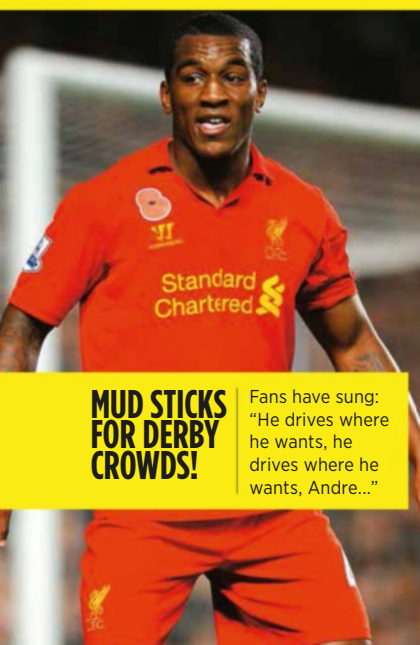 L.F.C.
Standard
Chartered
MUD STICKS
FOR DERBY
CROWDS!
Fans have sung:
“He drives where
he wants, he
drives where he
wants, Andre...”
L.F.C.